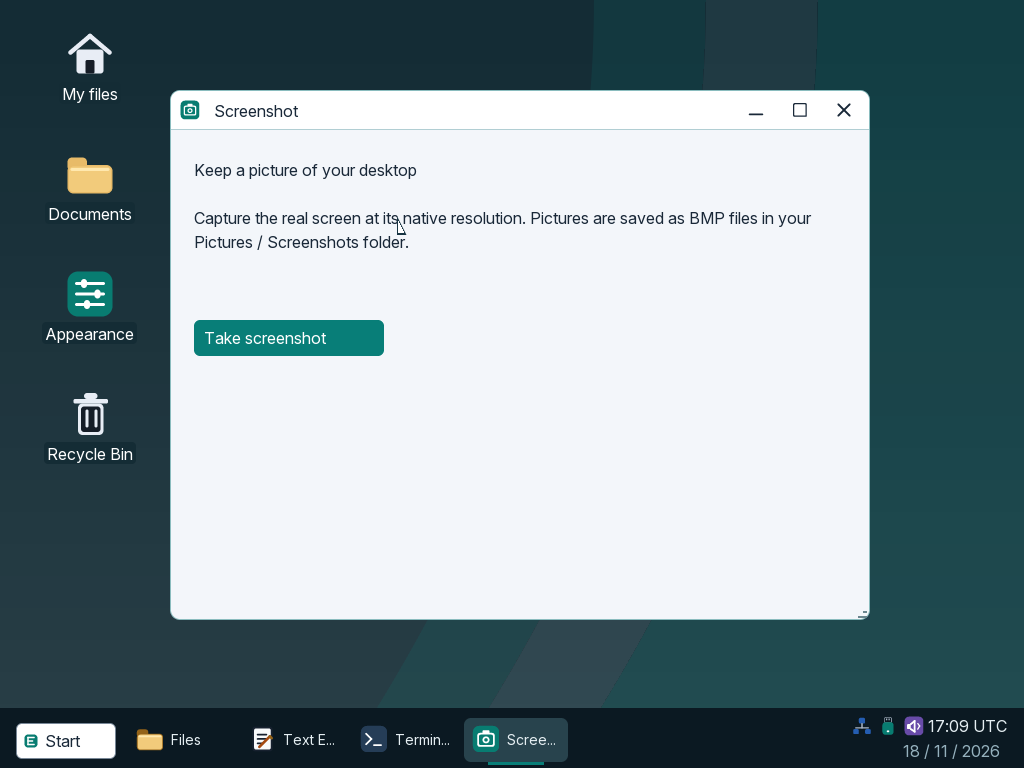 My files
Documents
Appearance
Recycle Bin
Screenshot
Keep a picture of your desktop
Capture the real screen at its native resolution. Pictures are saved as BMP files in your
Pictures / Screenshots folder.
Take screenshot
Start
Files
Text E...
Termin...
Scree...
17:09 UTC
18 / 11 / 2026